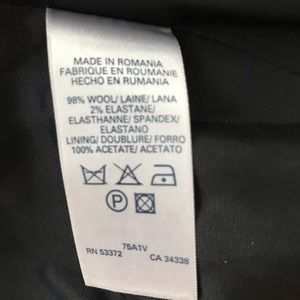 MADE IN ROMANIA
FABRIQUE EN ROUMANIE
HECHO EN RUMANIA
98% WOOL/ LAINE/ LANA
2% ELASTANE/
ELASTHANNE/ SPANDEX/
ELASTANO
LINING/ DOUBLURE/ FORRO
100% ACETATE/ ACETATO
P
75A1V
RN 53372 CA 34338